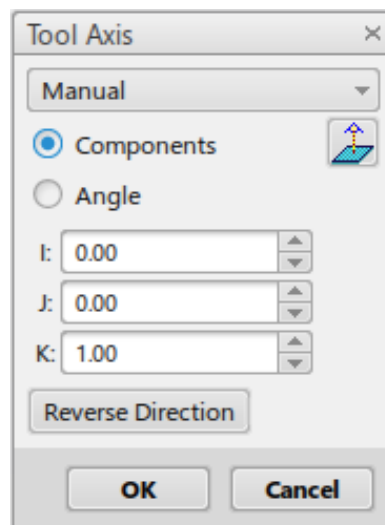 Tool Axis
Manual
Components
Angle
I: 0.00
J: 0.00
K: 1.00
Reverse Direction
OK Cancel